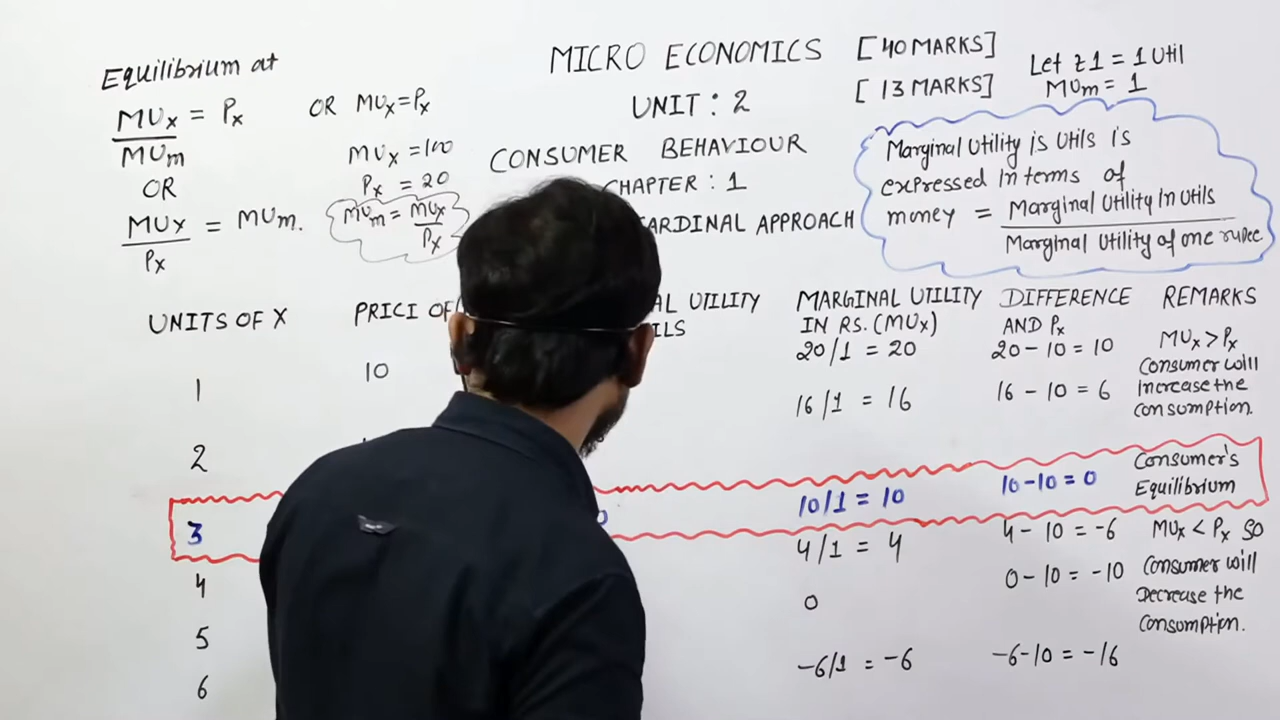 Equilibrium at
MUx = Px
MUm
OR
MUx = MUm.
Px
OR MUx = Px
MUx = 100
Px = 20
MUm = MUx
Px
MICRO ECONOMICS [40 MARKS]
UNIT : 2 [13 MARKS]
CONSUMER BEHAVIOUR
CHAPTER : 1
CARDINAL APPROACH
Let ₹1 = 1 Util
MUm = 1
Marginal Utility is Utils is
expressed In terms of
money = Marginal Utility In Utils
Marginal Utility of one rupee
UNITS OF X
1
2
3
4
5
6
PRICI OF
10
AL UTILITY
ILS
MARGINAL UTILITY
IN RS. (MUx)
20/1 = 20
16/1 = 16
10/1 = 10
4/1 = 4
0
-6/1 = -6
DIFFERENCE
AND Px
20 - 10 = 10
16 - 10 = 6
10-10 = 0
4 - 10 = -6
0-10 = -10
-6-10 = -16
REMARKS
MUx > Px
Consumer will
increase the
consumption.
Consumer's
Equilibrium
MUx < Px so
Consumer will
Decrease the
Consumption.